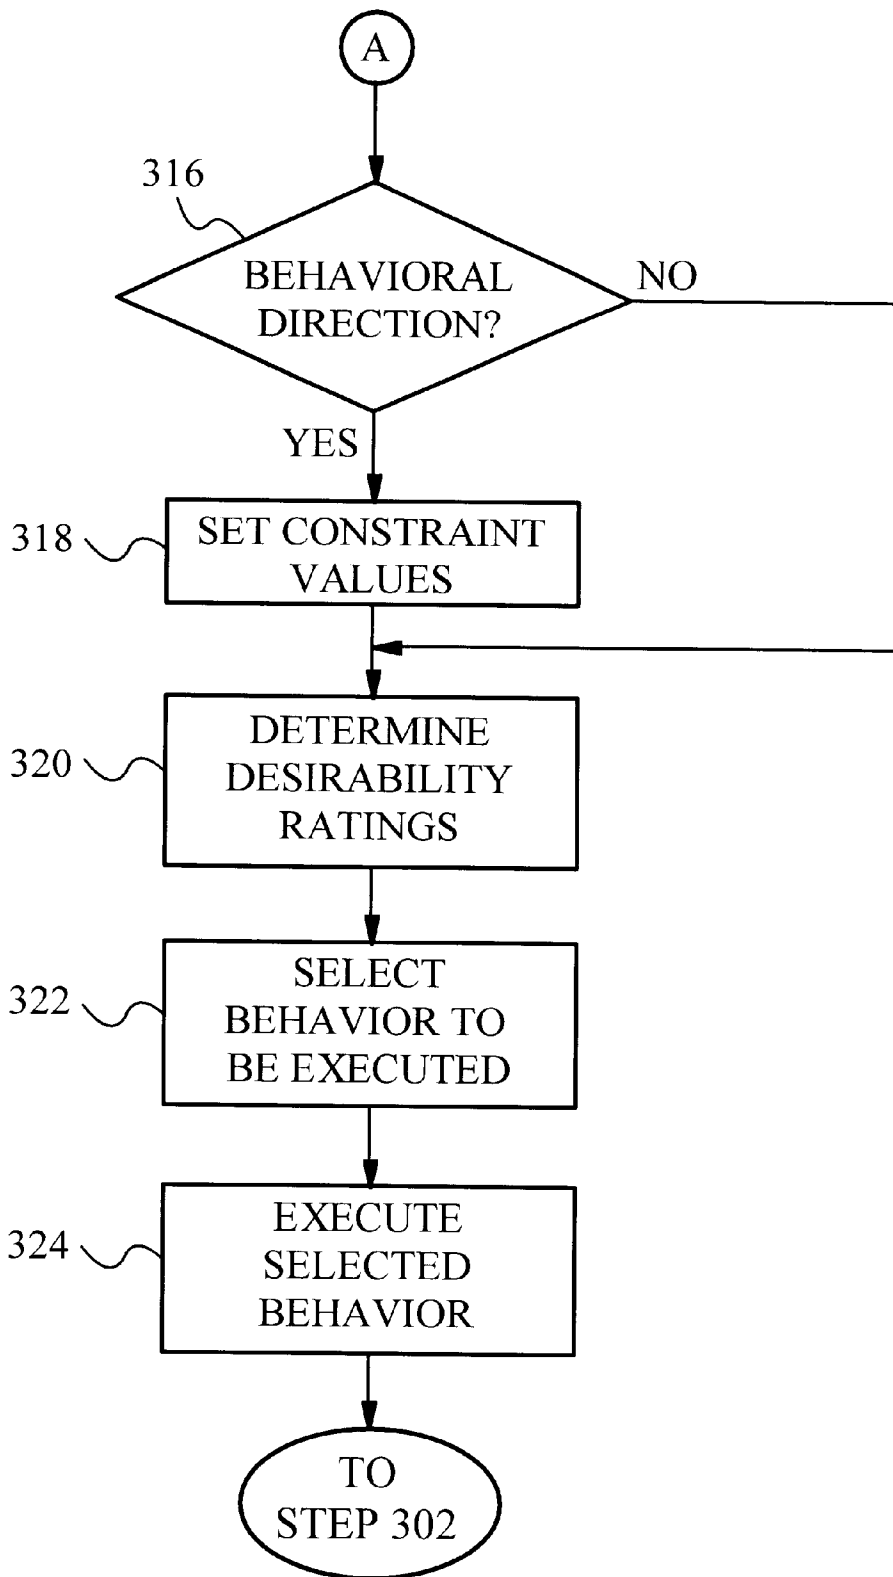 A
316
BEHAVIORAL
DIRECTION?
NO
YES
318
SET CONSTRAINT
VALUES
320
DETERMINE
DESIRABILITY
RATINGS
322
SELECT
BEHAVIOR TO
BE EXECUTED
324
EXECUTE
SELECTED
BEHAVIOR
TO
STEP 302